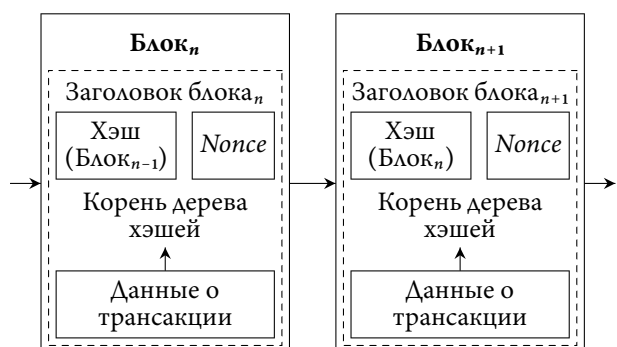 Блокₙ
Заголовок блокаₙ
Хэш
(Блокₙ₋₁)
Nonce
Корень дерева
хэшей
Данные о
трансакции
Блокₙ₊₁
Заголовок блокаₙ₊₁
Хэш
(Блокₙ)
Nonce
Корень дерева
хэшей
Данные о
трансакции